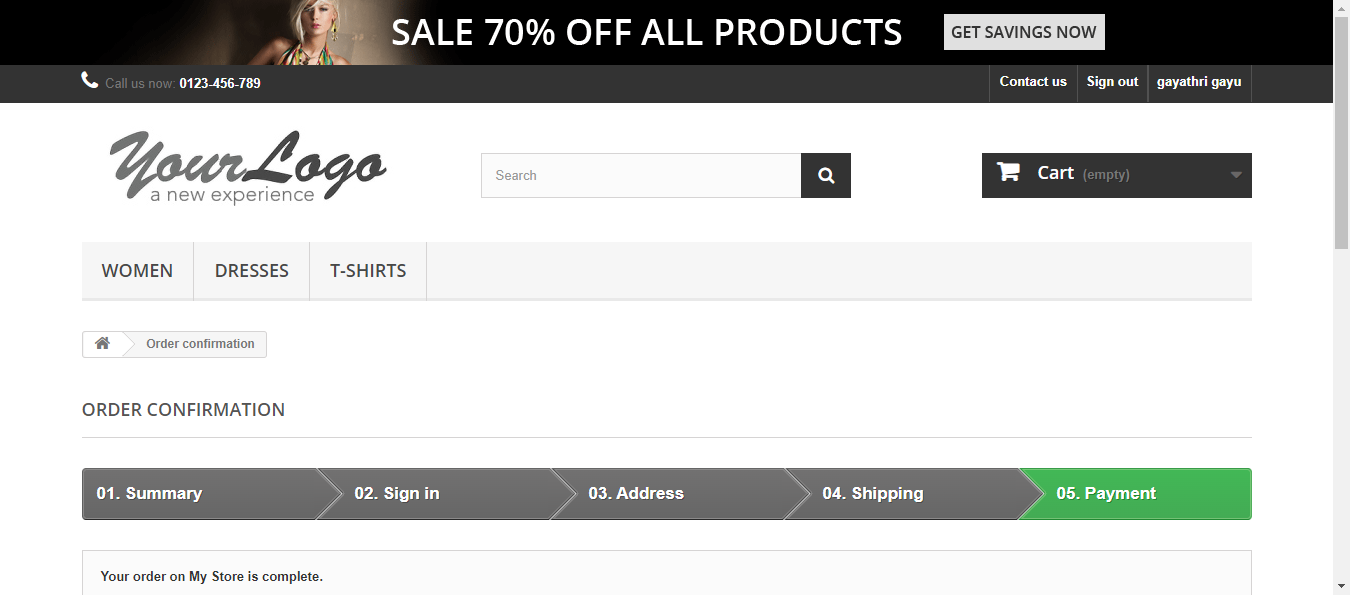 SALE 70% OFF ALL PRODUCTS GET SAVINGS NOW
Call us now: 0123-456-789 Contact us Sign out gayathri gayu
YourLogo
a new experience
Search
Cart (empty)
WOMEN DRESSES T-SHIRTS
Order confirmation
ORDER CONFIRMATION
01. Summary 02. Sign in 03. Address 04. Shipping 05. Payment
Your order on My Store is complete.